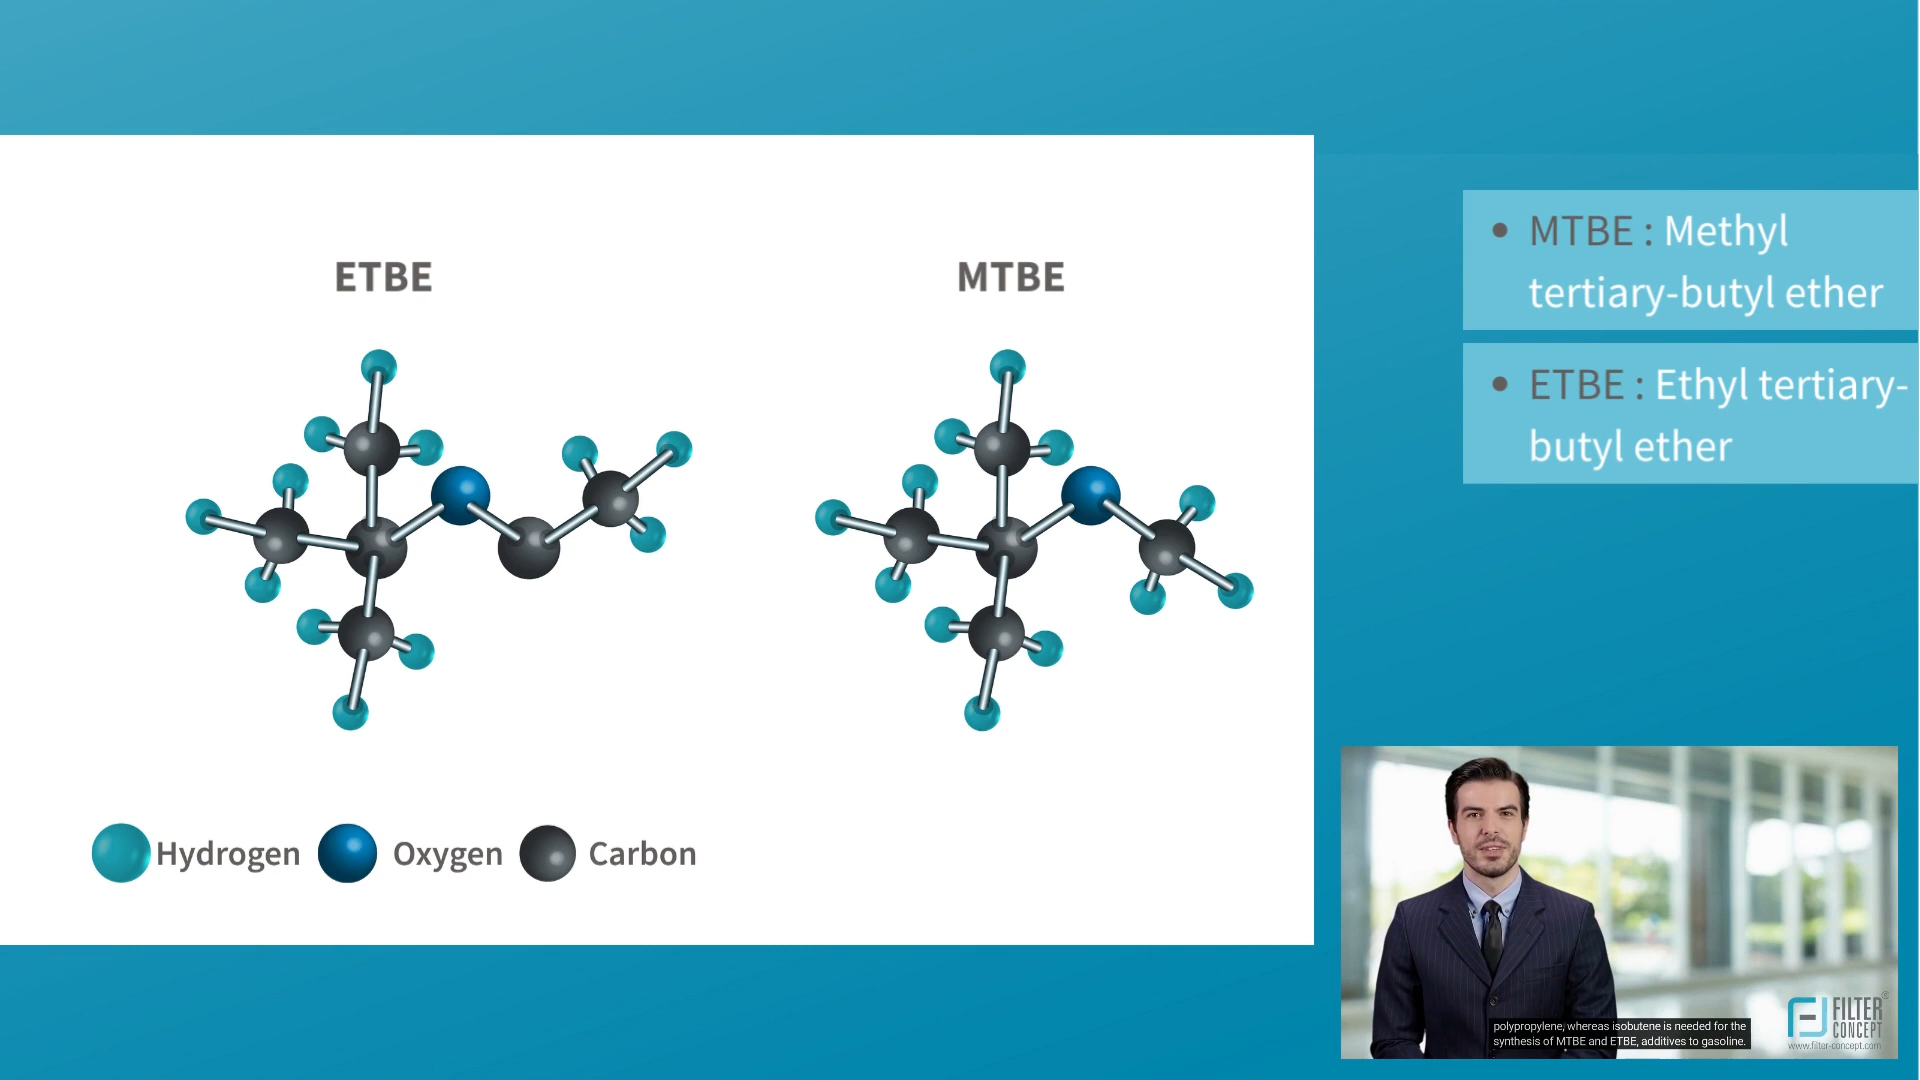 ETBE
MTBE
Hydrogen
Oxygen
Carbon
• MTBE : Methyl
tertiary-butyl ether
• ETBE : Ethyl tertiary-
butyl ether
polypropylene, whereas isobutene is needed for the
synthesis of MTBE and ETBE, additives to gasoline.
FILTER
CONCEPT
®
www.filter-concept.com